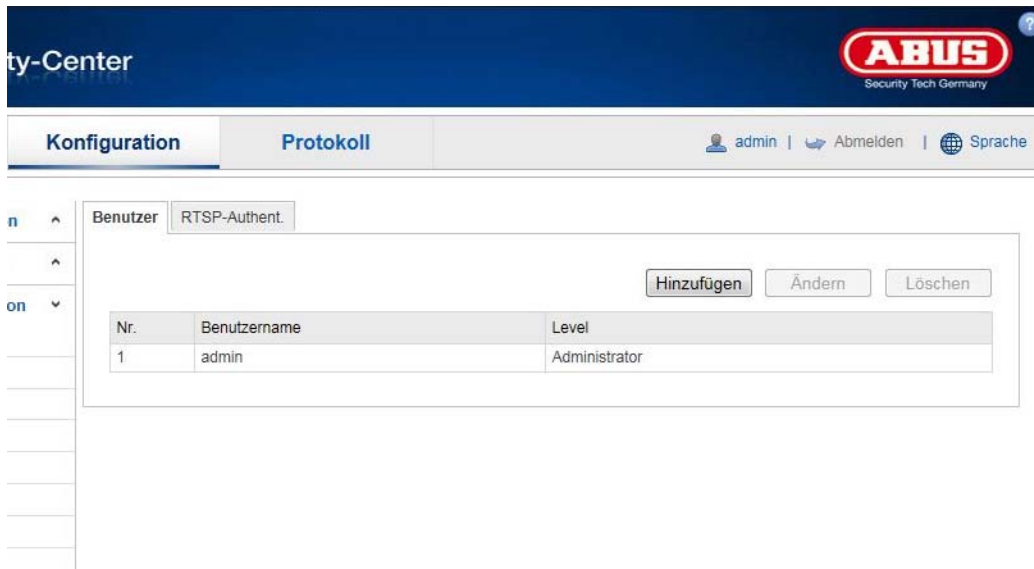 ty-Center
ABUS
Security Tech Germany
?
Konfiguration Protokoll admin | Abmelden | Sprache
n
on
Benutzer RTSP-Authent.
Hinzufügen Ändern Löschen
Nr. Benutzername Level
1 admin Administrator